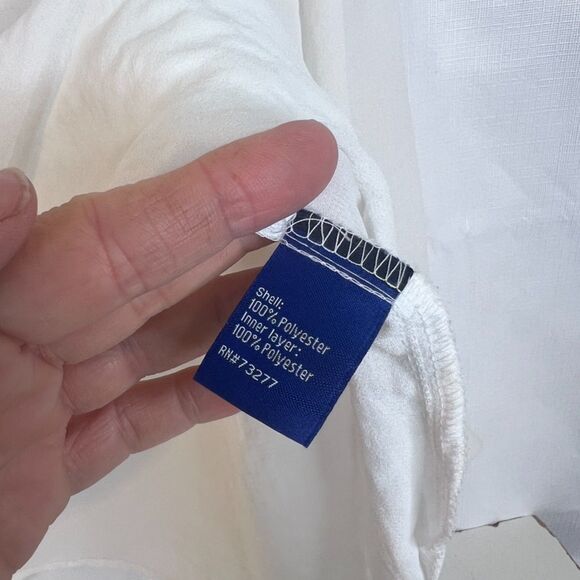 Shell:
100% Polyester
Inner layer:
100% Polyester
RN#73277